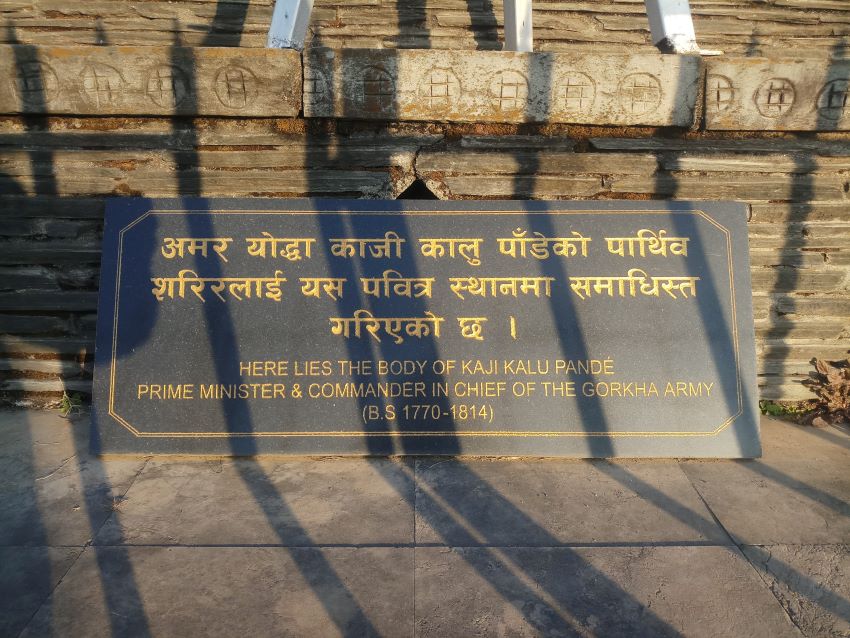 अमर योद्धा काजी कालु पाँडेको पार्थिव
शरिरलाई यस पवित्र स्थानमा समाधिस्त
गरिएको छ ।
HERE LIES THE BODY OF KAJI KALU PANDÉ
PRIME MINISTER & COMMANDER IN CHIEF OF THE GORKHA ARMY
(B.S 1770-1814)